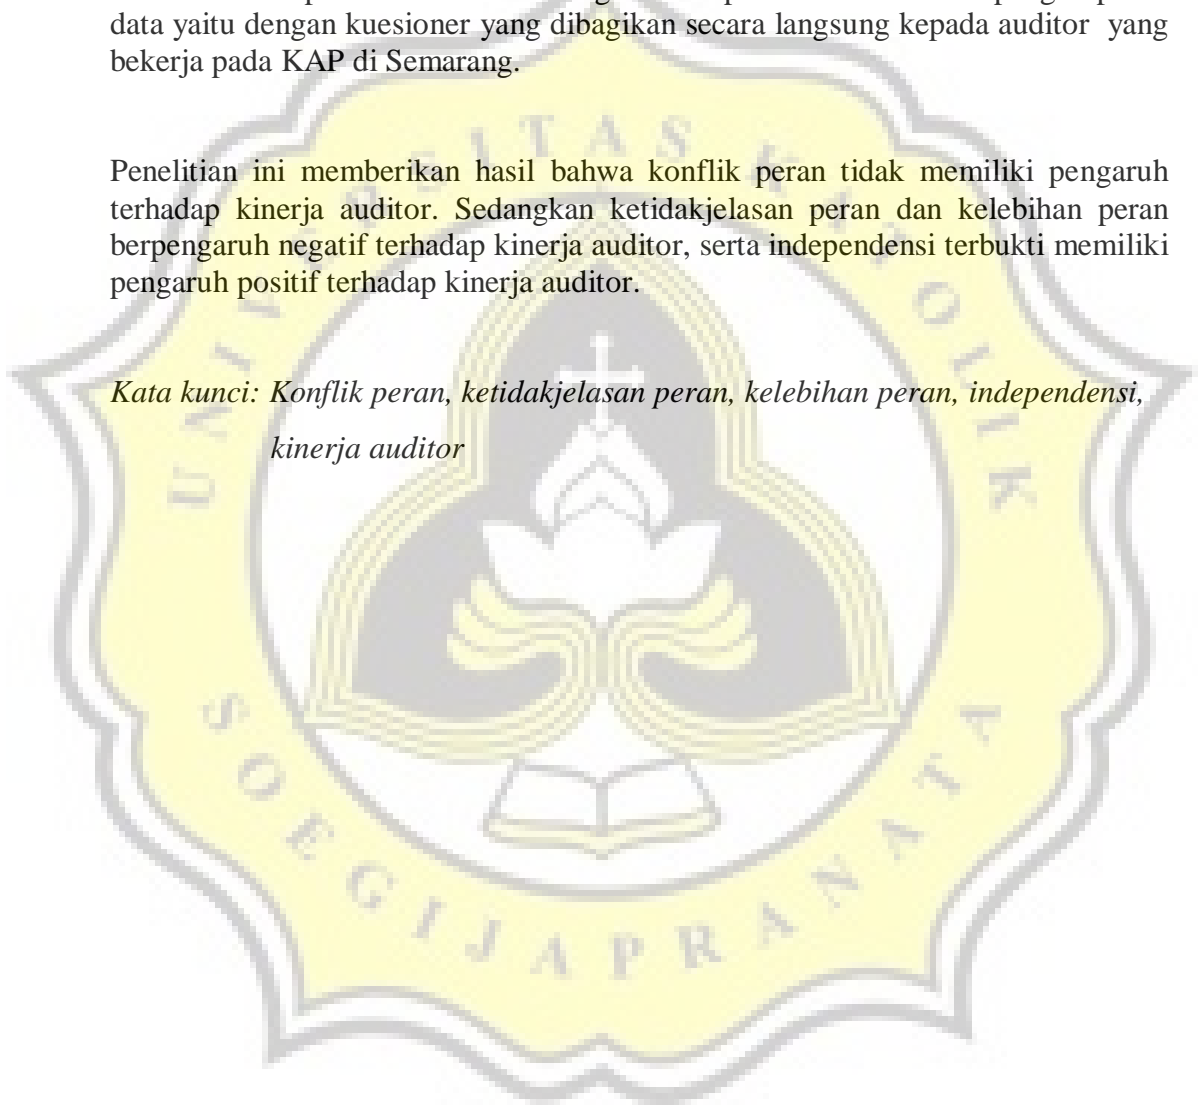 data yaitu dengan kuesioner yang dibagikan secara langsung kepada auditor yang
bekerja pada KAP di Semarang.
Penelitian ini memberikan hasil bahwa konflik peran tidak memiliki pengaruh
terhadap kinerja auditor. Sedangkan ketidakjelasan peran dan kelebihan peran
berpengaruh negatif terhadap kinerja auditor, serta independensi terbukti memiliki
pengaruh positif terhadap kinerja auditor.
Kata kunci: Konflik peran, ketidakjelasan peran, kelebihan peran, independensi,
kinerja auditor
UNIVERSITAS KATOLIK
SOEGIJAPRANATA